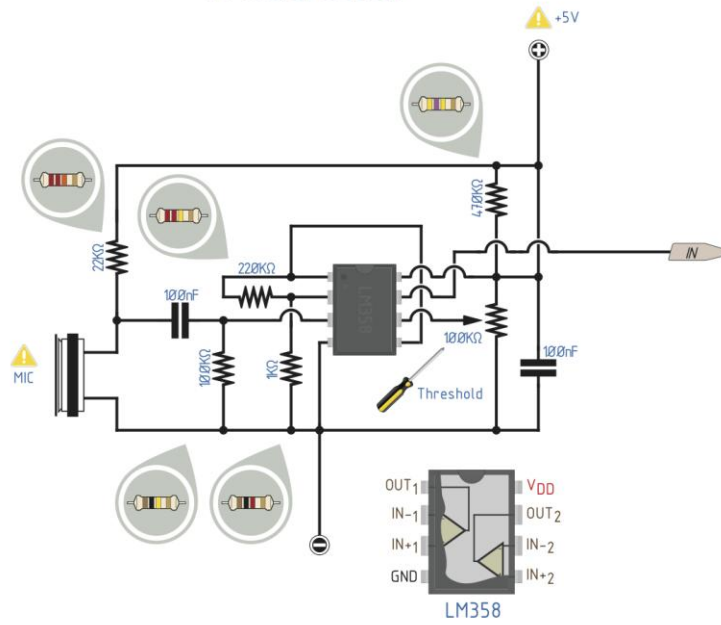 +5V
470KΩ
22KΩ
220KΩ
LM358
IN
100nF
100KΩ
100nF
MIC
100KΩ
1KΩ
Threshold
OUT1
VDD
IN-1
OUT2
IN+1
IN-2
GND
IN+2
LM358